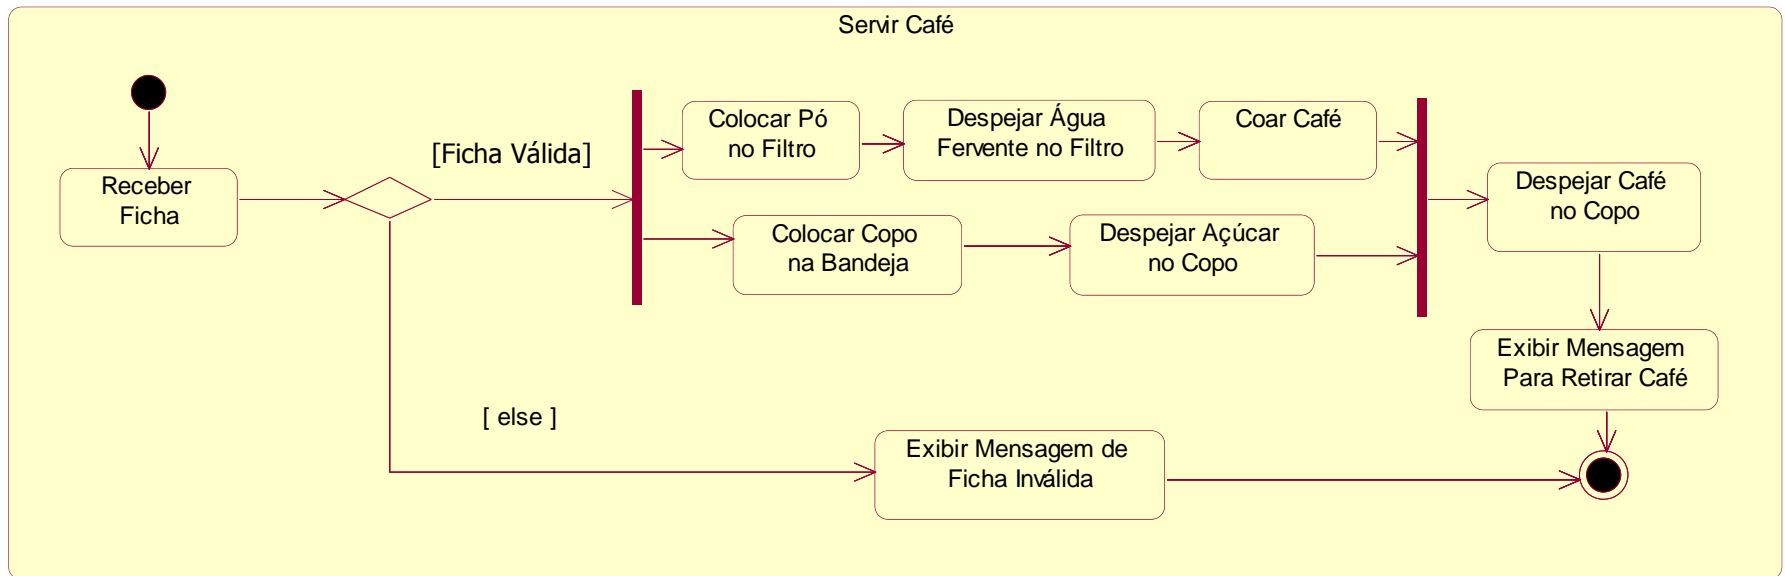 Servir Café
Receber
Ficha
[Ficha Válida]
Colocar Pó
no Filtro
Despejar Água
Fervente no Filtro
Coar Café
Colocar Copo
na Bandeja
Despejar Açúcar
no Copo
Despejar Café
no Copo
Exibir Mensagem
Para Retirar Café
[ else ]
Exibir Mensagem de
Ficha Inválida